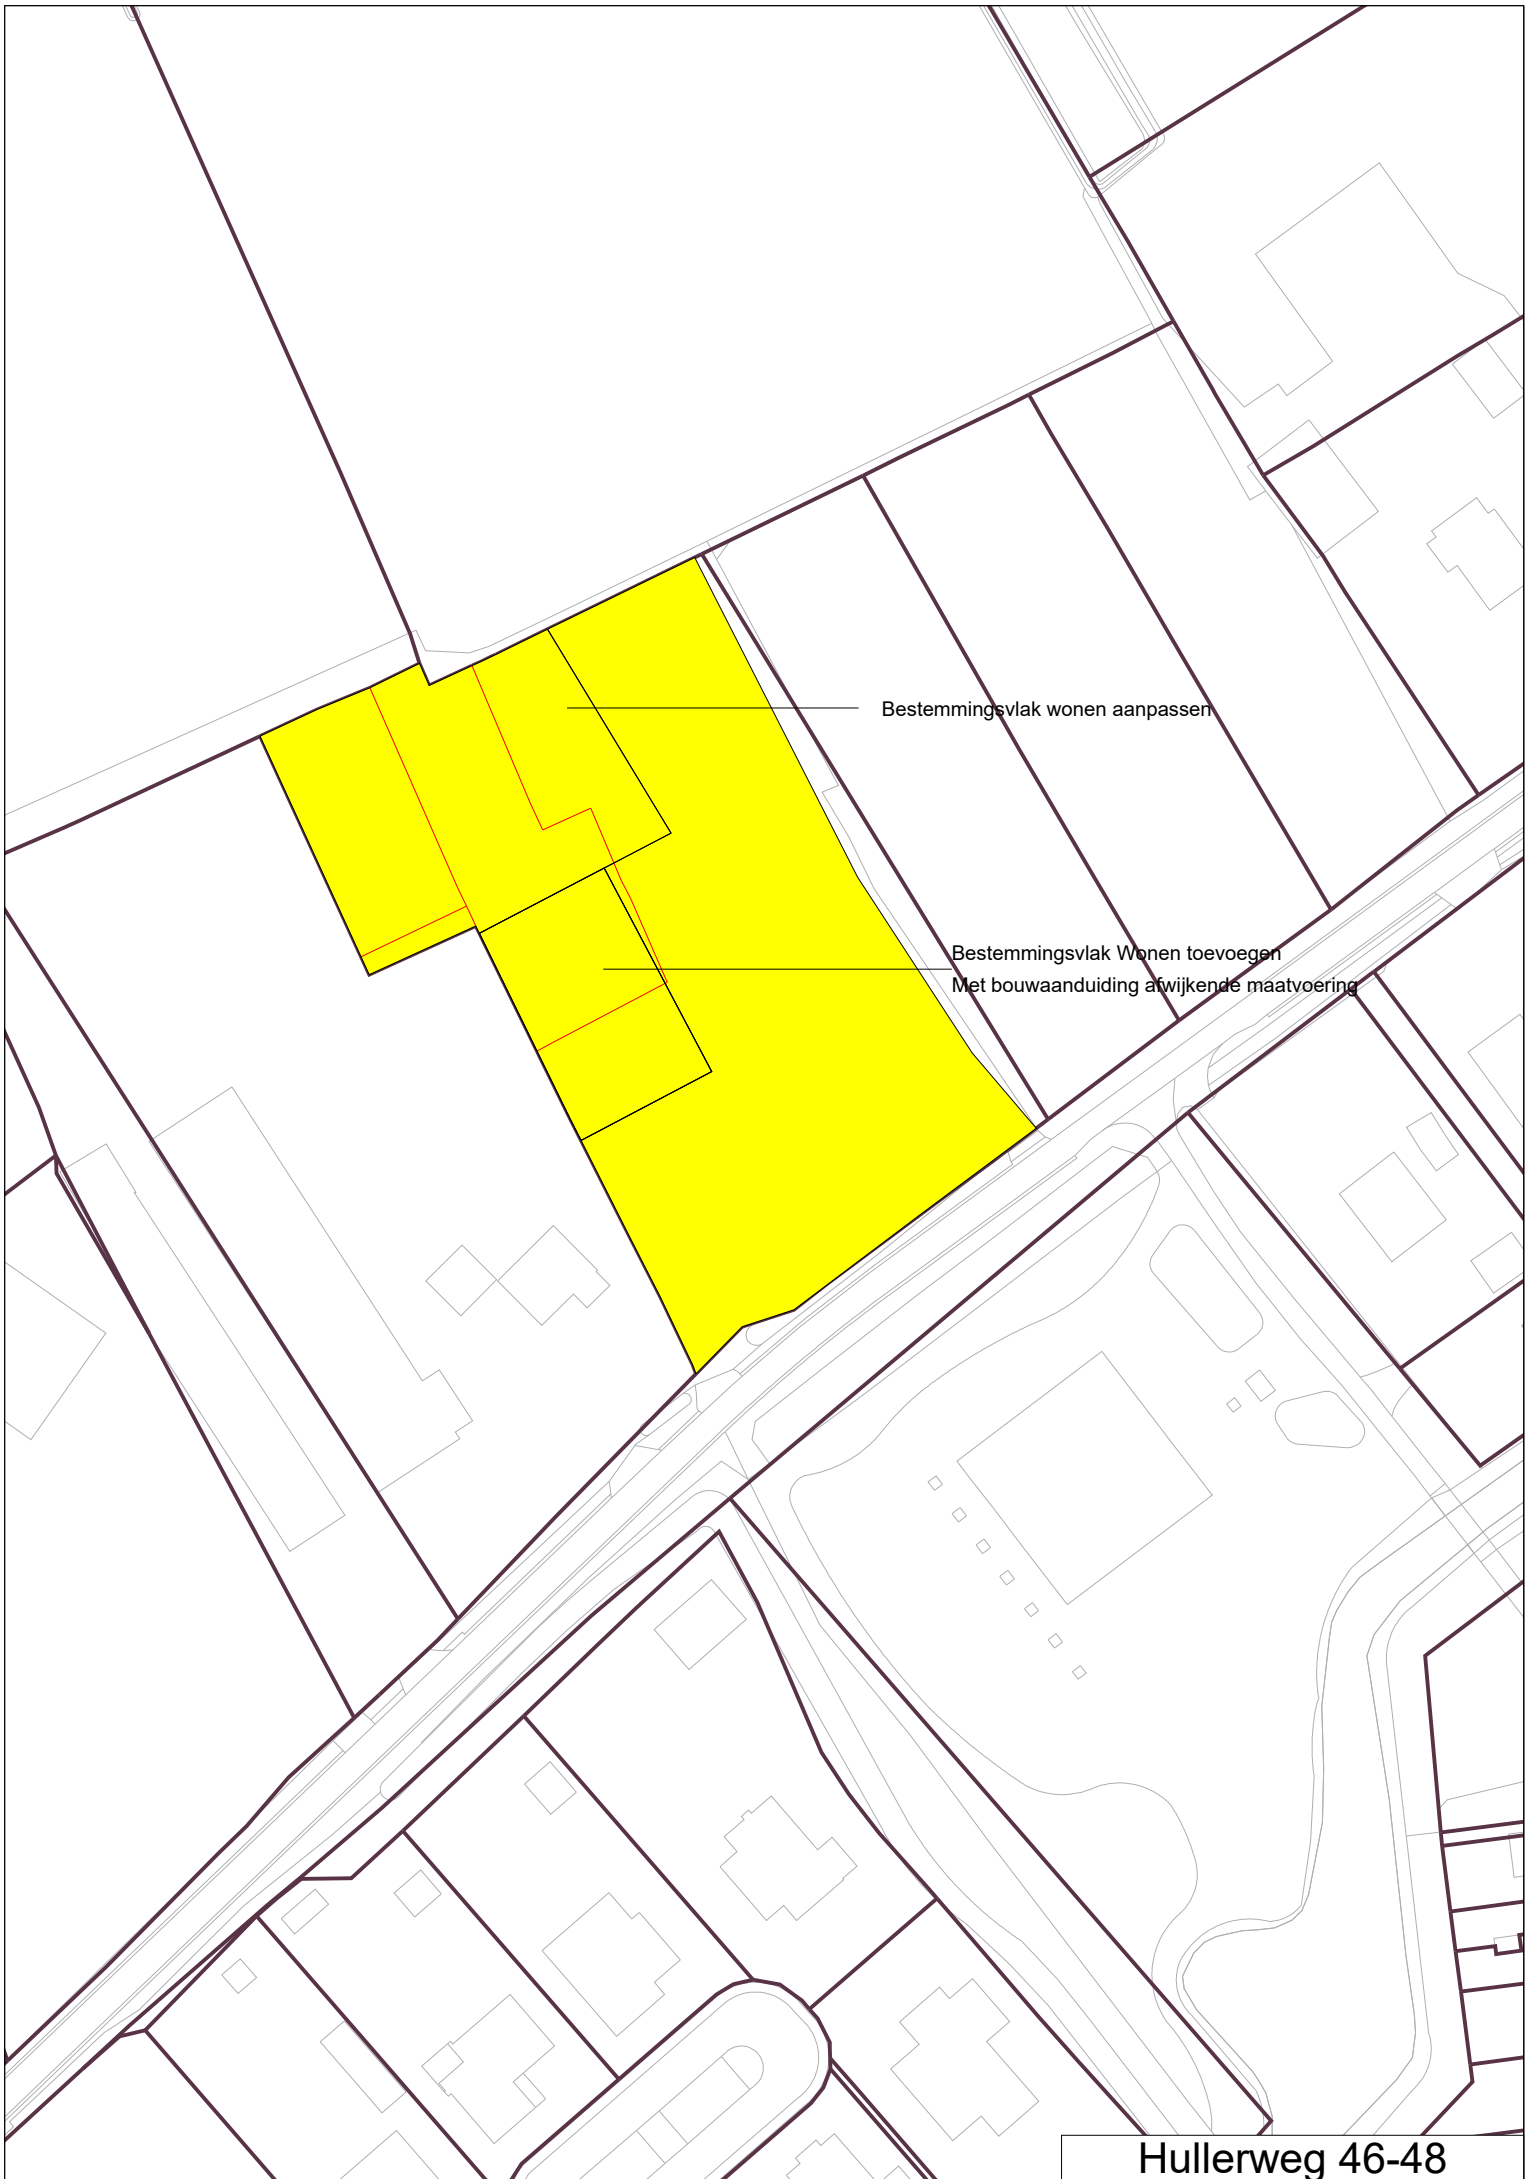 Bestemmingsvlak wonen aanpassen
Bestemmingsvlak Wonen toevoegen
Met bouwaanduiding afwijkende maatvoering
Hullerweg 46-48